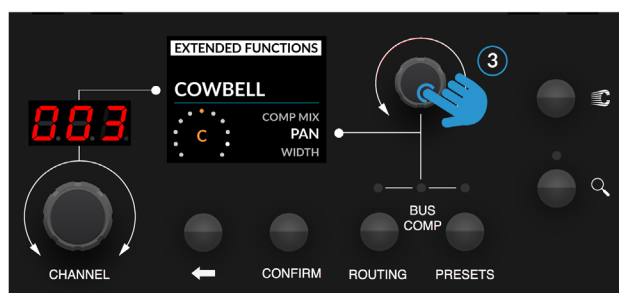 EXTENDED FUNCTIONS
3
COWBELL
003
COMP MIX
C
PAN
WIDTH
BUS
COMP
CHANNEL
CONFIRM
ROUTING
PRESETS